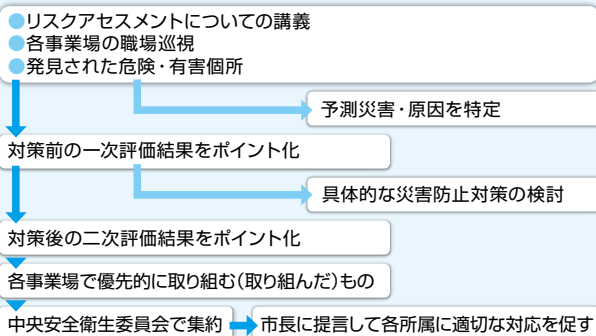 ●リスクアセスメントについての講義
●各事業場の職場巡視
●発見された危険・有害個所
予測災害・原因を特定
対策前の一次評価結果をポイント化
具体的な災害防止対策の検討
対策後の二次評価結果をポイント化
各事業場で優先的に取り組む(取り組んだ)もの
中央安全衛生委員会で集約
市長に提言して各所属に適切な対応を促す